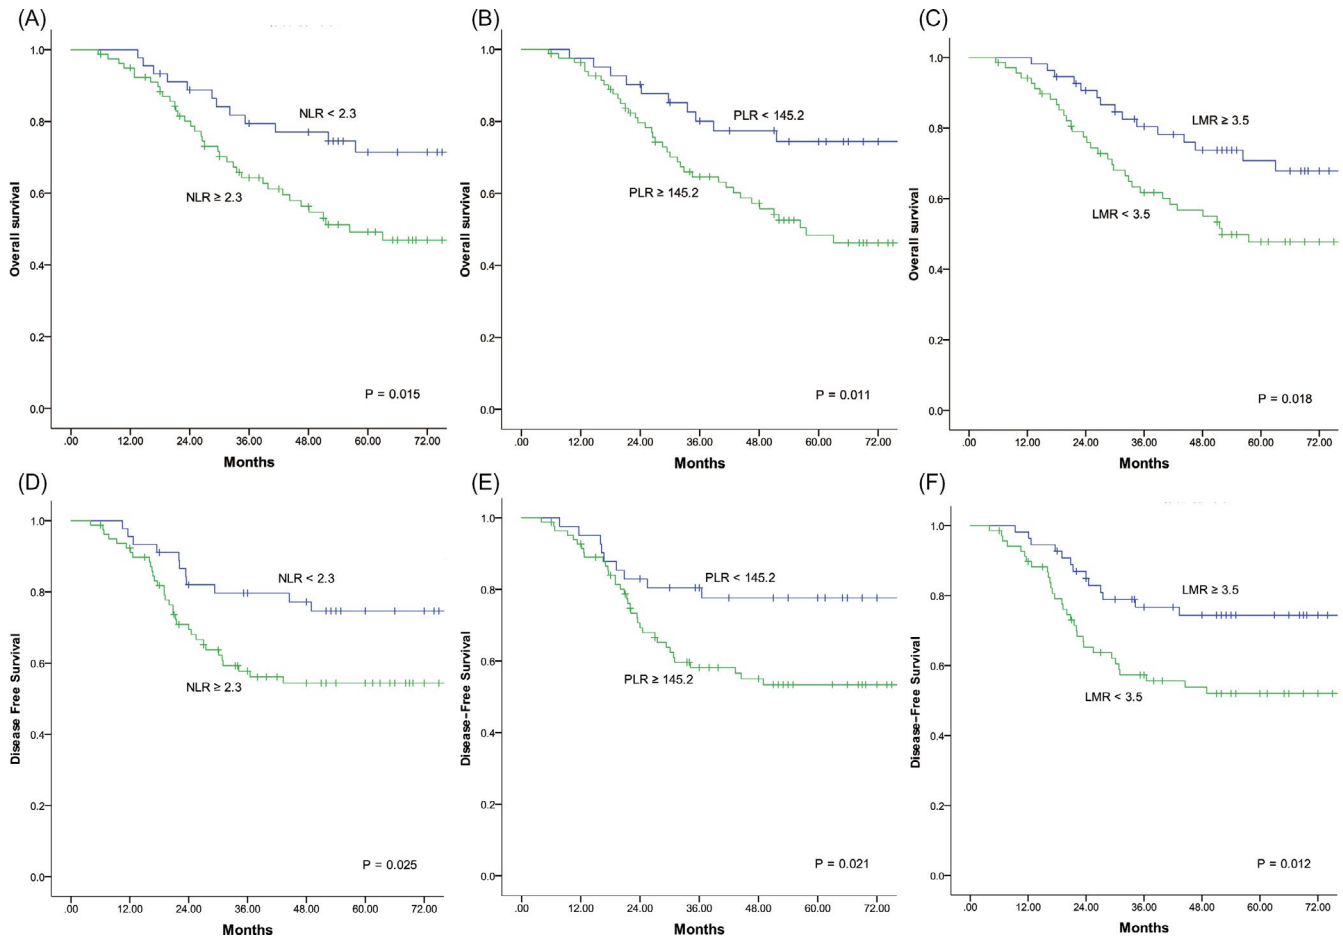 (A)
Overall survival
1.0
0.8
0.6
0.4
0.2
0.0
NLR < 2.3
NLR ≥ 2.3
P = 0.015
.00 12.00 24.00 36.00 48.00 60.00 72.00
Months
(B)
Overall survival
1.0
0.8
0.6
0.4
0.2
0.0
PLR < 145.2
PLR ≥ 145.2
P = 0.011
.00 12.00 24.00 36.00 48.00 60.00 72.00
Months
(C)
Overall survival
1.0
0.8
0.6
0.4
0.2
0.0
LMR ≥ 3.5
LMR < 3.5
P = 0.018
.00 12.00 24.00 36.00 48.00 60.00 72.00
Months
(D)
Disease Free Survival
1.0
0.8
0.6
0.4
0.2
0.0
NLR < 2.3
NLR ≥ 2.3
P = 0.025
.00 12.00 24.00 36.00 48.00 60.00 72.00
Months
(E)
Disease-Free Survival
1.0
0.8
0.6
0.4
0.2
0.0
PLR < 145.2
PLR ≥ 145.2
P = 0.021
.00 12.00 24.00 36.00 48.00 60.00 72.00
Months
(F)
Disease-Free Survival
1.0
0.8
0.6
0.4
0.2
0.0
LMR ≥ 3.5
LMR < 3.5
P = 0.012
.00 12.00 24.00 36.00 48.00 60.00 72.00
Months